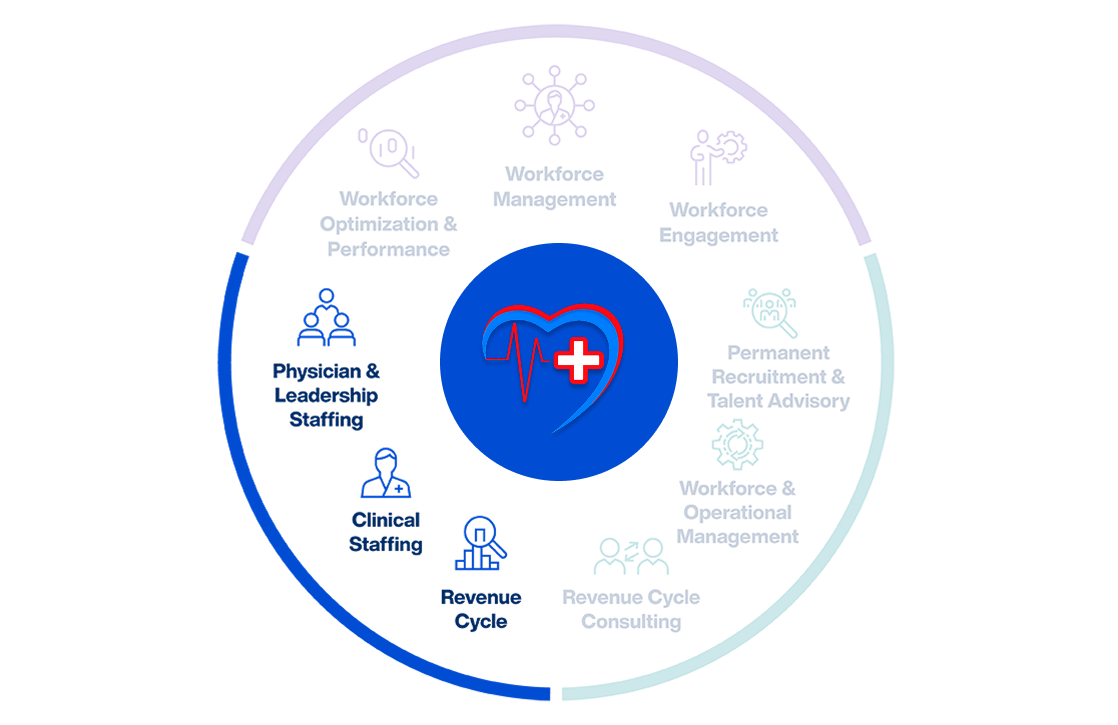 Workforce
Management
Workforce
Optimization &
Performance
Workforce
Engagement
Physician &
Leadership
Staffing
Permanent
Recruitment &
Talent Advisory
Clinical
Staffing
Workforce &
Operational
Management
Revenue
Cycle
Revenue Cycle
Consulting